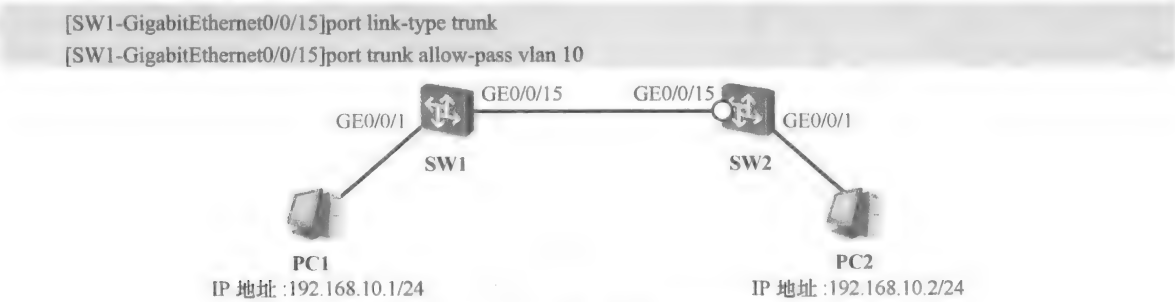 [SW1-GigabitEthernet0/0/15]port link-type trunk
[SW1-GigabitEthernet0/0/15]port trunk allow-pass vlan 10
GE0/0/15 GE0/0/15
GE0/0/1 GE0/0/1
SW1 SW2
PC1 PC2
IP 地址 :192.168.10.1/24 IP 地址 :192.168.10.2/24